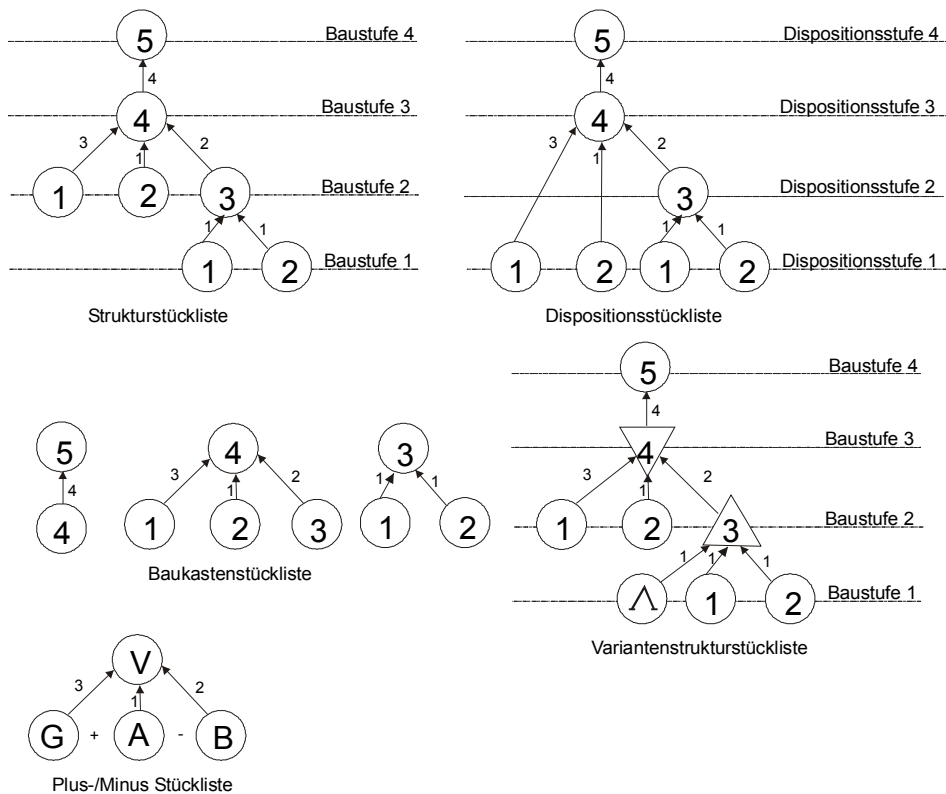 5
Baustufe 4
4
4
Baustufe 3
3
1
2
1
2
3
Baustufe 2
1
1
1
2
Baustufe 1
Strukturstückliste
5
Dispositionsstufe 4
4
4
Dispositionsstufe 3
3
1
2
3
Dispositionsstufe 2
1
1
1
2
1
2
Dispositionsstufe 1
Dispositionsstückliste
5
4
4
4
3
1
2
1
2
3
3
1
1
1
2
Baukastenstückliste
5
Baustufe 4
4
4
Baustufe 3
3
1
2
1
2
3
Baustufe 2
1
1
1
Λ
1
2
Baustufe 1
Variantenstrukturstückliste
V
3
1
2
G + A - B
Plus-/Minus Stückliste